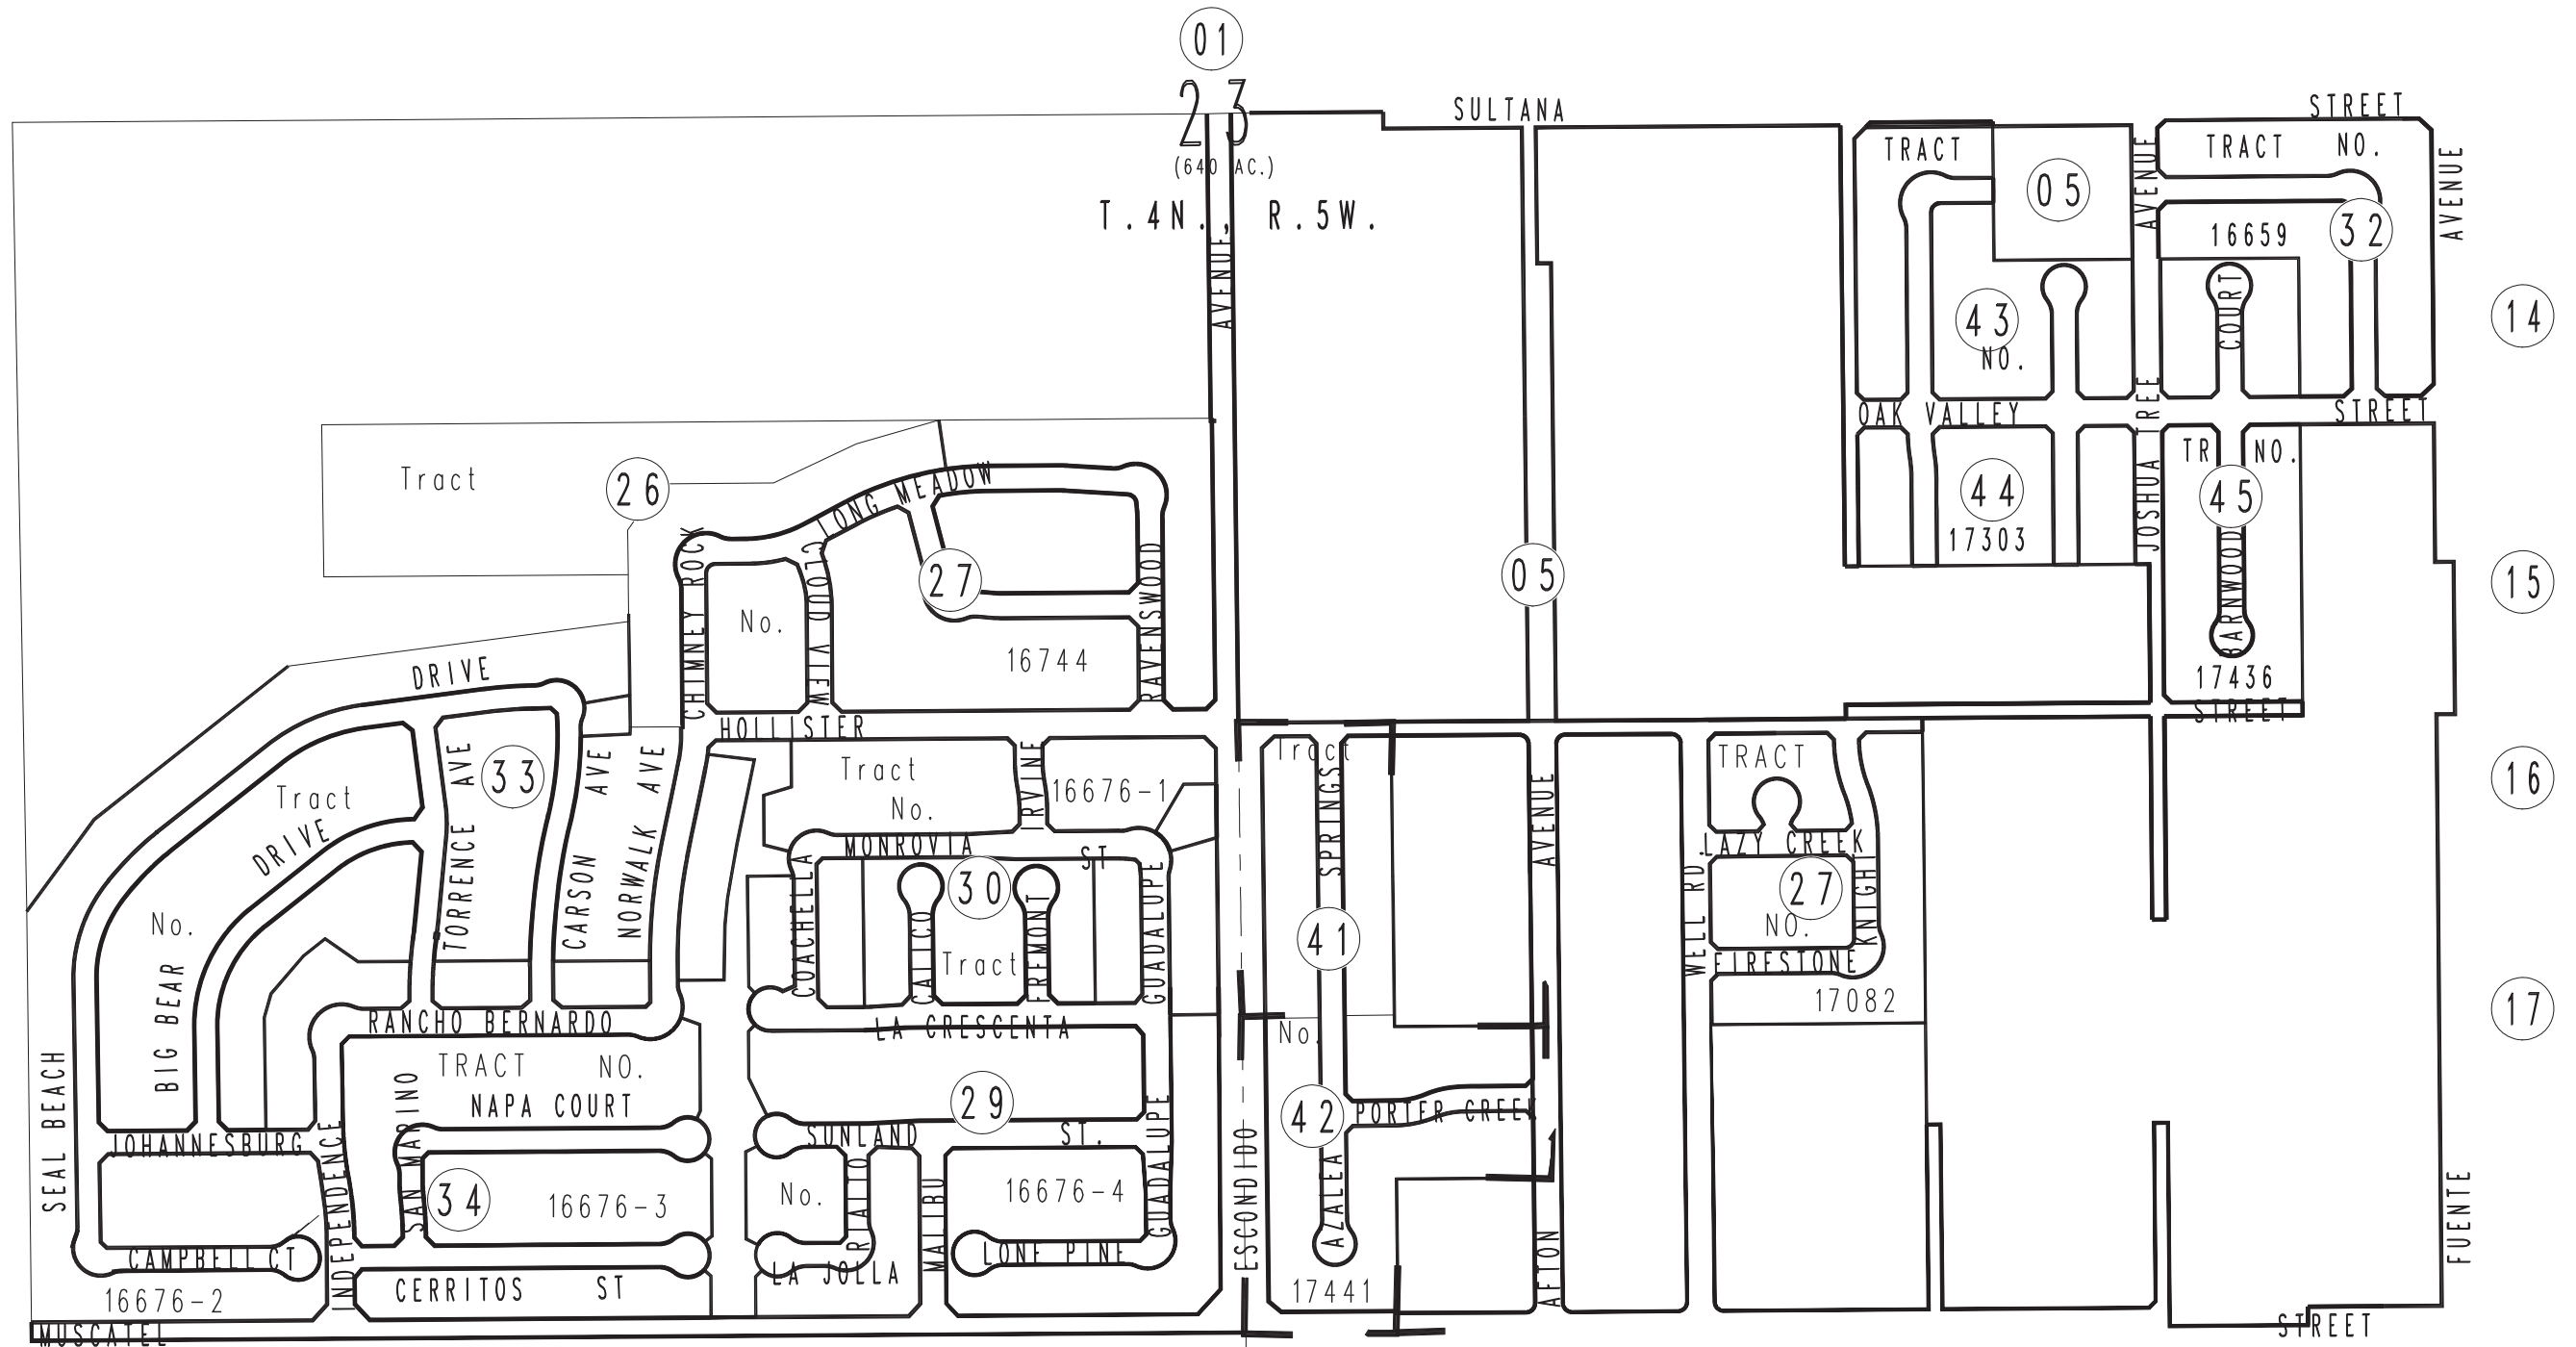 01
23
(640 AC.)
T.4N., R.5W.
SULTANA
STREET
AVENUE
TRACT
05
AVENUE
TRACT NO.
16659
32
AVENUE
14
43
NO.
COURT
OAK VALLEY
STREET
JOSHUA TREE
TR NO.
44
17303
45
BARNWOOD
17436
STREET
15
Tract
26
LONG MEADOW
CHIMNEY ROCK
CLOUD VIEW
27
No.
16744
RAVENSWOOD
05
HOLLISTER
DRIVE
TORRENCE AVE
33
CARSON AVE
NORWALK AVE
Tract
DRIVE
No.
BIG BEAR
SEAL BEACH
Tract
No.
IRVINE
16676-1
MONROVIA ST
COACHELLA
CALICO
30
Tract
FREMONT
GUADALUPE
LA CRESCENTA
Tract
SPRINGS
41
No.
AVENUE
TRACT
LAZY CREEK
WELL RD.
27
NO.
KNIGHT
FIRESTONE
17082
16
17
RANCHO BERNARDO
TRACT NO.
NAPA COURT
SAN MARINO
34
16676-3
JOHANNESBURG
INDEPENDENCE
CAMPBELL CT
16676-2
CERRITOS ST
MUSCATEL
29
SUNLAND ST.
No.
RIALTO
MALIBU
16676-4
GUADALUPE
LA JOLLA
LONE PINE
ESCONDIDO
42
PORTER CREEK
AZALEA
17441
AFTON
FUENTE
STREET